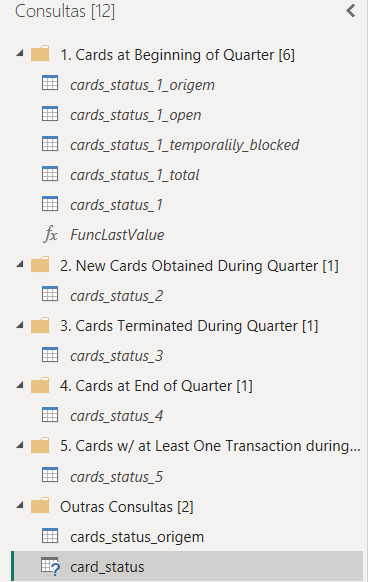 Consultas [12]
1. Cards at Beginning of Quarter [6]
cards_status_1_origem
cards_status_1_open
cards_status_1_temporalily_blocked
cards_status_1_total
cards_status_1
fx FuncLastValue
2. New Cards Obtained During Quarter [1]
cards_status_2
3. Cards Terminated During Quarter [1]
cards_status_3
4. Cards at End of Quarter [1]
cards_status_4
5. Cards w/ at Least One Transaction during...
cards_status_5
Outras Consultas [2]
cards_status_origem
card_status